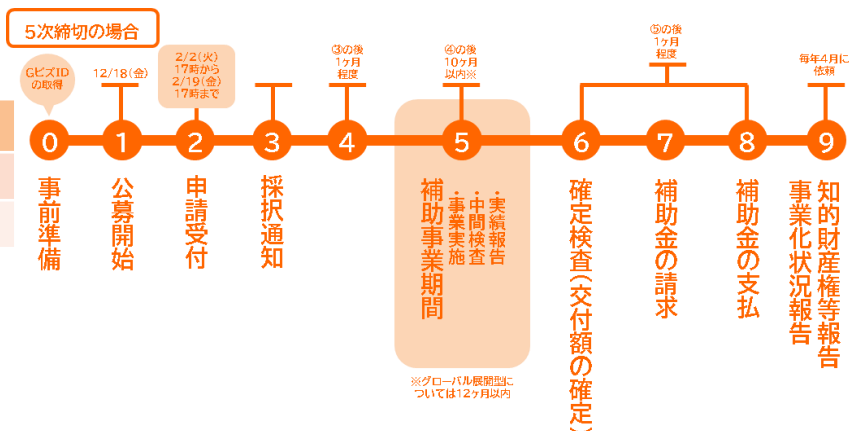 5次締切の場合
GビズID
の取得
12/18(金)
2/2(火)
17時から
2/19(金)
17時まで
③の後
1ヶ月
程度
④の後
10ヶ月
以内※
⑤の後
1ヶ月
程度
毎年4月に
依頼
0
1
2
3
4
5
6
7
8
9
事前準備
公募開始
申請受付
採択通知
補助事業期間
・事業実施
・中間検査
・実績報告
確定検査(交付額の確定)
補助金の請求
補助金の支払
事業化状況報告
知的財産権等報告
※グローバル展開型に
ついては12ヶ月以内